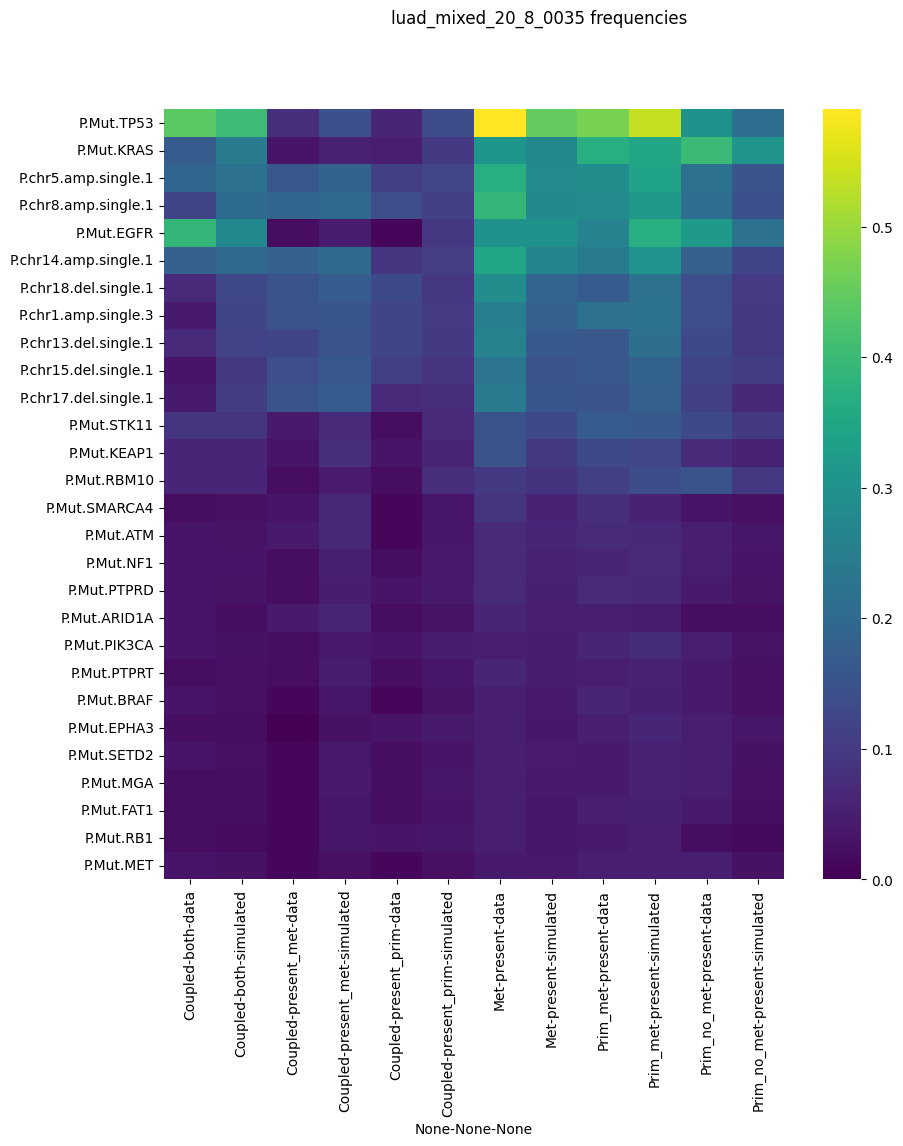 luad_mixed_20_8_0035 frequencies
P.Mut.TP53
P.Mut.KRAS
P.chr5.amp.single.1
P.chr8.amp.single.1
P.Mut.EGFR
P.chr14.amp.single.1
P.chr18.del.single.1
P.chr1.amp.single.3
P.chr13.del.single.1
P.chr15.del.single.1
P.chr17.del.single.1
P.Mut.STK11
P.Mut.KEAP1
P.Mut.RBM10
P.Mut.SMARCA4
P.Mut.ATM
P.Mut.NF1
P.Mut.PTPRD
P.Mut.ARID1A
P.Mut.PIK3CA
P.Mut.PTPRT
P.Mut.BRAF
P.Mut.EPHA3
P.Mut.SETD2
P.Mut.MGA
P.Mut.FAT1
P.Mut.RB1
P.Mut.MET
0.5
0.4
0.3
0.2
0.1
0.0
Coupled-both-data
Coupled-both-simulated
Coupled-present_met-data
Coupled-present_met-simulated
Coupled-present_prim-data
Coupled-present_prim-simulated
Met-present-data
Met-present-simulated
Prim_met-present-data
Prim_met-present-simulated
Prim_no_met-present-data
Prim_no_met-present-simulated
None-None-None